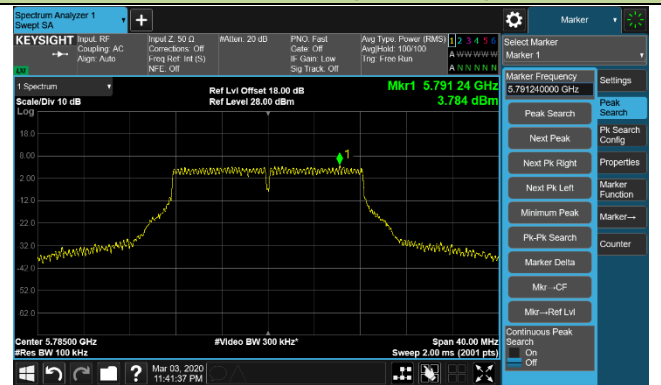 Spectrum Analyzer 1
Swept SA
Marker
KEYSIGHT
Input: RF
Coupling: AC
Align: Auto
Input Z: 50 Ω
Corrections: Off
Freq Ref: Int (S)
NFE: Off
#Atten: 20 dB
PNO: Fast
Gate: Off
IF Gain: Low
Sig Track: Off
Avg Type: Power (RMS)
Avg|Hold: 100/100
Trig: Free Run
1 2 3 4 5 6
A W W W W W
A N N N N N
LXI
Select Marker
Marker 1
1 Spectrum
Scale/Div 10 dB
Log
Ref Lvl Offset 18.00 dB
Ref Level 28.00 dBm
Mkr1 5.791 24 GHz
3.784 dBm
18.0
8.00
2.00
12.0
22.0
32.0
-42.0
52.0
62.0
1
Center 5.78500 GHz
#Res BW 100 kHz
#Video BW 300 kHz*
Span 40.00 MHz
Sweep 2.00 ms (2001 pts)
Marker Frequency
5.791240000 GHz
Peak Search
Next Peak
Next Pk Right
Next Pk Left
Minimum Peak
Pk-Pk Search
Marker Delta
Mkr→CF
Mkr→Ref Lvl
Continuous Peak
Search
On
Off
Settings
Peak
Search
Pk Search
Config
Properties
Marker
Function
Marker→
Counter
?
Mar 03, 2020
11:41:37 PM